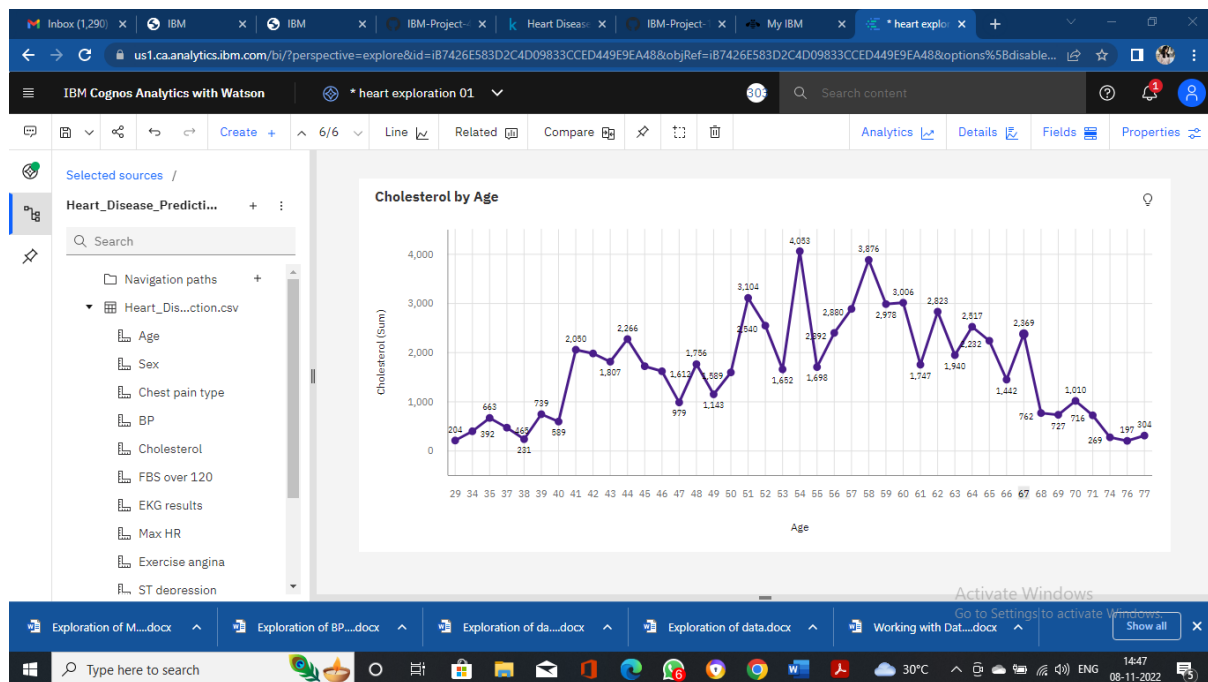 Inbox (1,290)
IBM
IBM
IBM-Project-
Heart Disease
IBM-Project-
My IBM
* heart explor
us1.ca.analytics.ibm.com/bi/?perspective=explore&id=iB7426E583D2C4D09833CCED449E9EA48&objRef=iB7426E583D2C4D09833CCED449E9EA48&options%5Bdisable...
IBM Cognos Analytics with Watson
* heart exploration 01
303
Search content
1
Create +
6/6
Line
Related
Compare
Analytics
Details
Fields
Properties
Selected sources /
Heart_Disease_Predicti...
Search
Navigation paths
Heart_Dis...ction.csv
Age
Sex
Chest pain type
BP
Cholesterol
FBS over 120
EKG results
Max HR
Exercise angina
ST depression
Cholesterol by Age
Cholesterol (Sum)
4,000
3,000
2,000
1,000
0
204 392 663 465 231 739 589 2,050 1,807 2,266 1,612 979 1,756 1,143 1,589 3,104 2,540 1,652 4,053 1,698 2,392 2,880 3,876 2,978 3,006 1,747 2,823 1,940 2,517 2,232 1,442 2,369 762 727 1,010 716 269 197 304
29 34 35 37 38 39 40 41 42 43 44 45 46 47 48 49 50 51 52 53 54 55 56 57 58 59 60 61 62 63 64 65 66 67 68 69 70 71 74 76 77
Age
Activate Windows
Go to Settings to activate Windows.
Exploration of M....docx
Exploration of BP....docx
Exploration of da....docx
Exploration of data.docx
Working with Dat....docx
Show all
Type here to search
6
30°C
ENG
14:47
08-11-2022
5